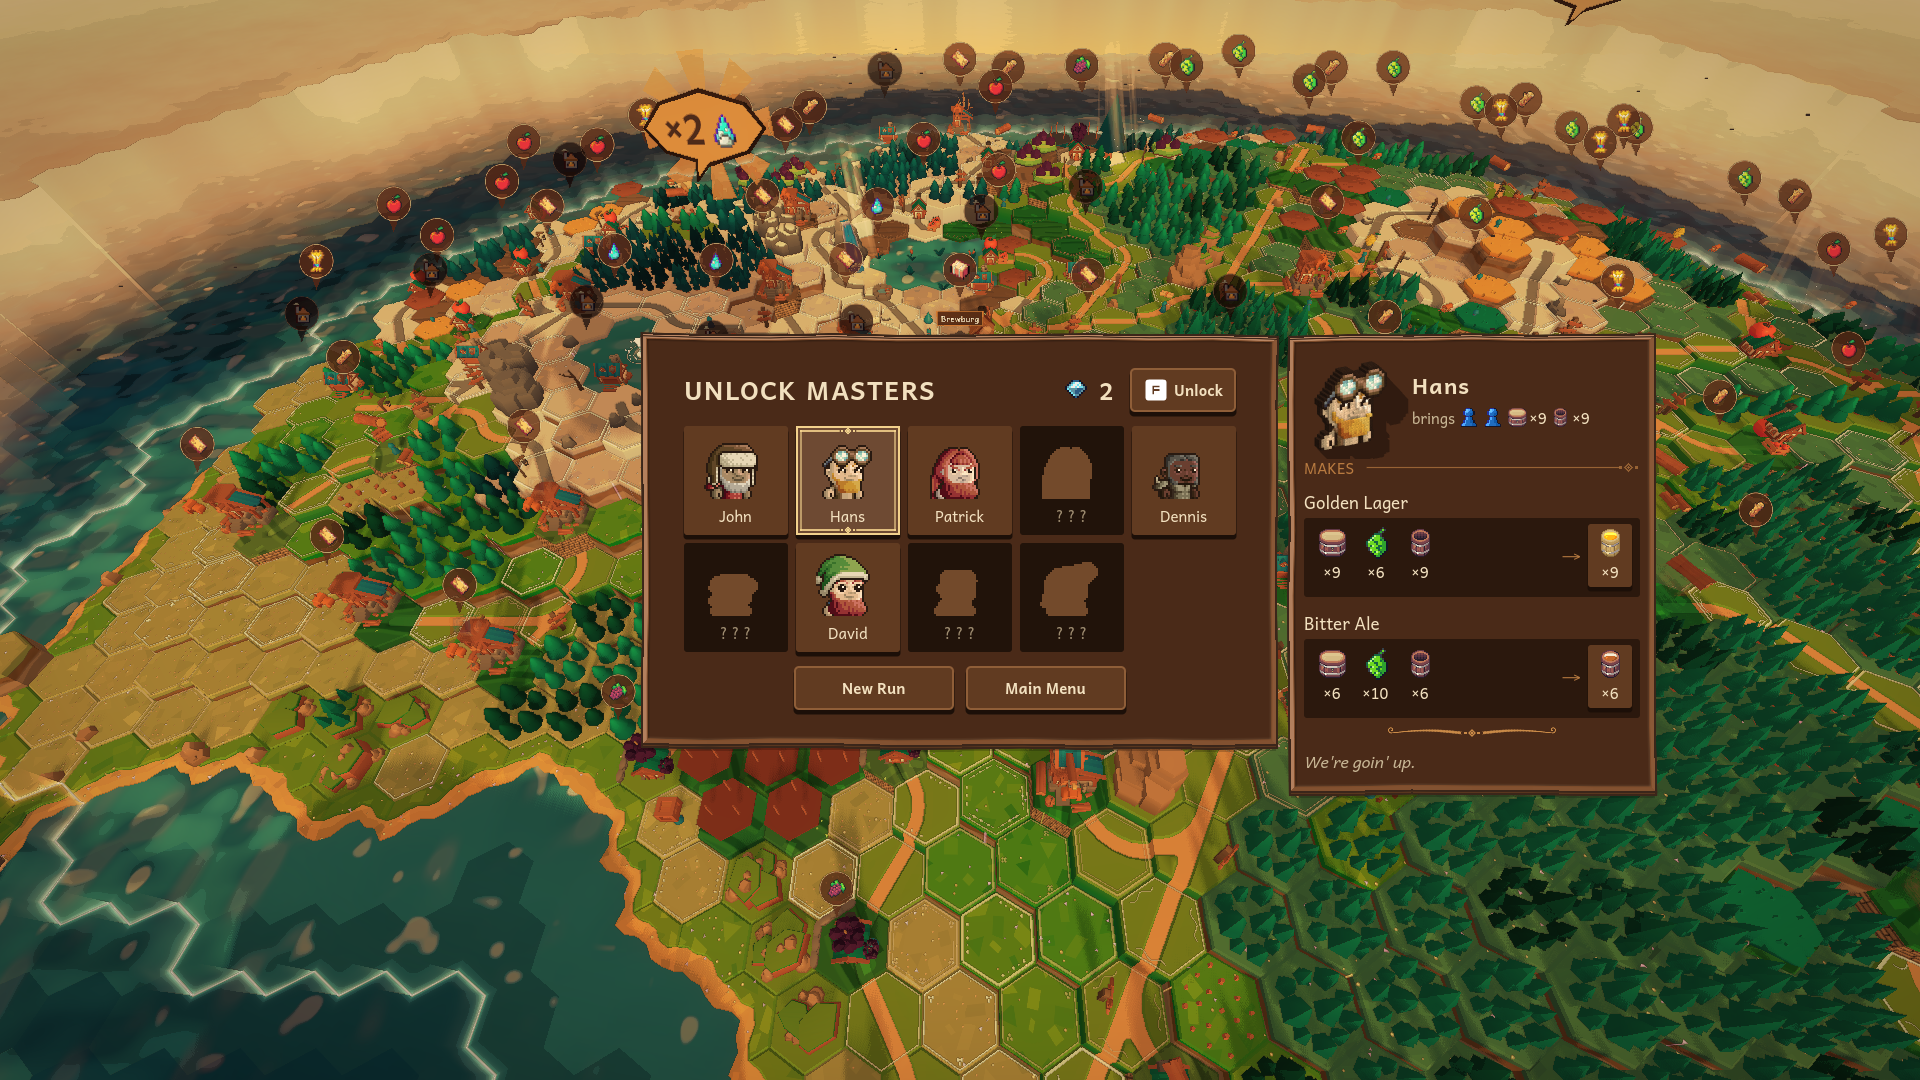 ×2
Brewburg
UNLOCK MASTERS
2
F Unlock
John
Hans
Patrick
???
Dennis
???
David
???
???
New Run
Main Menu
Hans
brings ×9 ×9
MAKES
Golden Lager
×9 ×6 ×9 → ×9
Bitter Ale
×6 ×10 ×6 → ×6
We're goin' up.